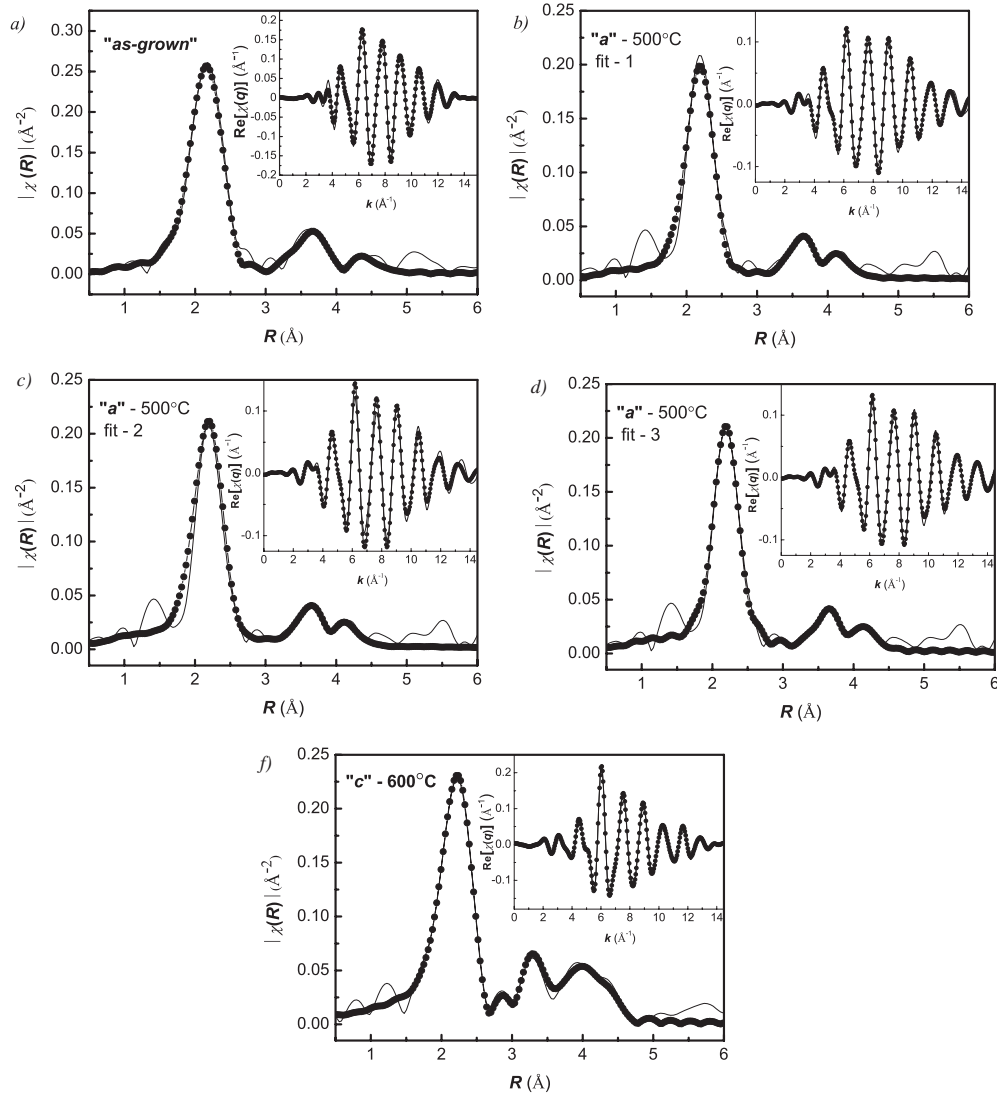 a)
"as-grown"
|χ(R)|(Å⁻²)
0.30
0.25
0.20
0.15
0.10
0.05
0.00
1 2 3 4 5 6
R (Å)
Re[χ(q)] (Å⁻¹)
0.2
0.15
0.1
0.05
0
-0.05
-0.1
-0.15
-0.2
0 2 4 6 8 10 12 14
k (Å⁻¹)
b)
"a" - 500°C
fit - 1
|χ(R)|(Å⁻²)
0.25
0.20
0.15
0.10
0.05
0.00
1 2 3 4 5 6
R (Å)
Re[χ(q)] (Å⁻¹)
0.1
0.0
-0.1
0 2 4 6 8 10 12 14
k (Å⁻¹)
c)
"a" - 500°C
fit - 2
|χ(R)|(Å⁻²)
0.25
0.20
0.15
0.10
0.05
0.00
1 2 3 4 5 6
R (Å)
Re[χ(q)] (Å⁻¹)
0.1
0.0
-0.1
0 2 4 6 8 10 12 14
k (Å⁻¹)
d)
"a" - 500°C
fit - 3
|χ(R)|(Å⁻²)
0.25
0.20
0.15
0.10
0.05
0.00
1 2 3 4 5 6
R (Å)
Re[χ(q)] (Å⁻¹)
0.1
0.0
-0.1
0 2 4 6 8 10 12 14
k (Å⁻¹)
f)
"c" - 600°C
|χ(R)|(Å⁻²)
0.25
0.20
0.15
0.10
0.05
0.00
1 2 3 4 5 6
R (Å)
Re[χ(q)] (Å⁻¹)
0.2
0.1
0.0
-0.1
0 2 4 6 8 10 12 14
k (Å⁻¹)